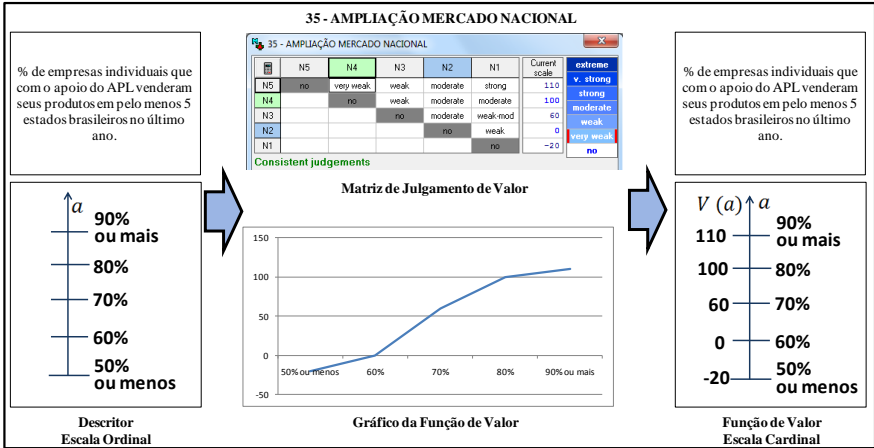 35 - AMPLIAÇÃO MERCADO NACIONAL
% de empresas individuais que
com o apoio do APL venderam
seus produtos em pelo menos 5
estados brasileiros no último
ano.
a
90%
ou mais
80%
70%
60%
50%
ou menos
Descritor
Escala Ordinal
35 - AMPLIAÇÃO MERCADO NACIONAL
N5 N4 N3 N2 N1 Current scale
N5 no very weak weak moderate strong 110
N4 no weak moderate moderate 100
N3 no moderate weak-mod 60
N2 no weak 0
N1 no -20
Consistent judgements
extreme
v. strong
strong
moderate
weak
very weak
no
Matriz de Julgamento de Valor
150
100
50
0
-50
50% ou menos 60% 70% 80% 90% ou mais
Gráfico da Função de Valor
% de empresas individuais que
com o apoio do APL venderam
seus produtos em pelo menos 5
estados brasileiros no último
ano.
V (a) a
110 90%
ou mais
100 80%
60 70%
0 60%
-20 50%
ou menos
Função de Valor
Escala Cardinal